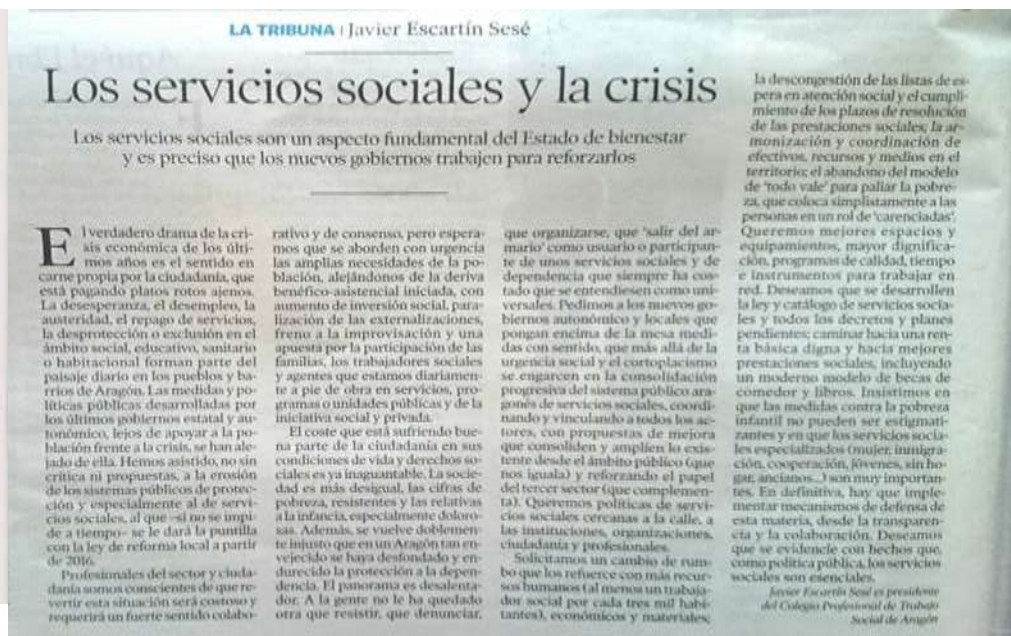 LA TRIBUNA | Javier Escartín Sesé
Los servicios sociales y la crisis
Los servicios sociales son un aspecto fundamental del Estado de bienestar
y es preciso que los nuevos gobiernos trabajen para reforzarlos
El verdadero drama de la cri-
sis económica de los últi-
mos años es el sentido en
carne propia por la ciudadanía, que
está pagando platos rotos ajenos.
La desesperanza, el desempleo, la
austeridad, el repago de servicios,
la desprotección o exclusión en el
ámbito social, educativo, sanitario
o habitacional forman parte del
paisaje diario en los pueblos y ba-
rrios de Aragón. Las medidas y po-
líticas públicas desarrolladas por
los últimos gobiernos estatal y au-
tonómico, lejos de apoyar a la po-
blación frente a la crisis, se han ale-
jado de ella. Hemos asistido, no sin
crítica ni propuestas, a la erosión
de los sistemas públicos de protec-
ción y especialmente al de servi-
cios sociales, al que –si no se impi-
de a tiempo– se le dará la puntilla
con la ley de reforma local a partir
de 2016.
Profesionales del sector y ciuda-
danía somos conscientes de que re-
vertir esta situación será costoso y
requerirá un fuerte sentido colabo-
rativo y de consenso, pero espera-
mos que se aborden con urgencia
las amplias necesidades de la po-
blación, alejándonos de la deriva
benéfico-asistencial iniciada, con
aumento de inversión social, para-
lización de las externalizaciones,
freno a la improvisación y una
apuesta por la participación de las
familias, los trabajadores sociales
y agentes que estamos diariamen-
te a pie de obra en servicios, pro-
gramas o unidades públicas y de la
iniciativa social y privada.
El coste que está sufriendo bue-
na parte de la ciudadanía en sus
condiciones de vida y derechos so-
ciales es ya inaguantable. La socie-
dad es más desigual, las cifras de
pobreza, resistentes y las relativas
a la infancia, especialmente doloro-
sas. Además, se vuelve doblemen-
te injusto que en un Aragón tan en-
vejecido se haya desfondado y en-
durecido la protección a la depen-
dencia. El panorama es desalenta-
dor. A la gente no le ha quedado
otra que resistir, que denunciar,
que organizarse, que 'salir del ar-
mario' como usuario o participan-
te de unos servicios sociales y de
dependencia que siempre ha cos-
tado que se entendiesen como uni-
versales. Pedimos a los nuevos go-
biernos autonómico y locales que
pongan encima de la mesa medi-
das con sentido, que más allá de la
urgencia social y el cortoplacismo
se engarcen en la consolidación
progresiva del sistema público ara-
gonés de servicios sociales, coordi-
nando y vinculando a todos los ac-
tores, con propuestas de mejora
que consoliden y amplíen lo exis-
tente desde el ámbito público (que
nos iguala) y reforzando el papel
del tercer sector (que complemen-
ta). Queremos políticas de servi-
cios sociales cercanas a la calle, a
las instituciones, organizaciones,
ciudadanía y profesionales.
Solicitamos un cambio de rum-
bo que los refuerce con más recur-
sos humanos (al menos un trabaja-
dor social por cada tres mil habi-
tantes), económicos y materiales;
la descongestión de las listas de es-
pera en atención social y el cumpli-
miento de los plazos de resolución
de las prestaciones sociales; la ar-
monización y coordinación de
efectivos, recursos y medios en el
territorio; el abandono del modelo
de 'todo vale' para paliar la pobre-
za, que coloca simplistamente a las
personas en un rol de 'carenciadas'.
Queremos mejores espacios y
equipamientos, mayor dignifica-
ción, programas de calidad, tiempo
e instrumentos para trabajar en
red. Deseamos que se desarrollen
la ley y catálogo de servicios socia-
les y todos los decretos y planes
pendientes; caminar hacia una ren-
ta básica digna y hacia mejores
prestaciones sociales, incluyendo
un moderno modelo de becas de
comedor y libros. Insistimos en
que las medidas contra la pobreza
infantil no pueden ser estigmati-
zantes y en que los servicios socia-
les especializados (mujer, inmigra-
ción, cooperación, jóvenes, sin ho-
gar, ancianos...) son muy importan-
tes. En definitiva, hay que imple-
mentar mecanismos de defensa de
esta materia, desde la transparen-
cia y la colaboración. Deseamos
que se evidencie con hechos que,
como política pública, los servicios
sociales son esenciales.
Javier Escartín Sesé es presidente
del Colegio Profesional de Trabajo
Social de Aragón